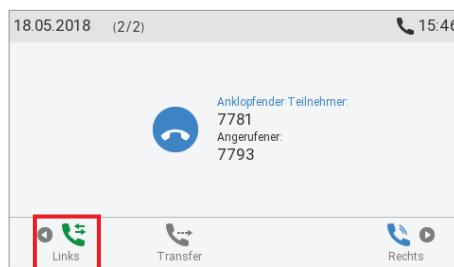 18.05.2018 (2/2) 15:46
Anklopfender Teilnehmer:
7781
Angerufener:
7793
Links Transfer Rechts